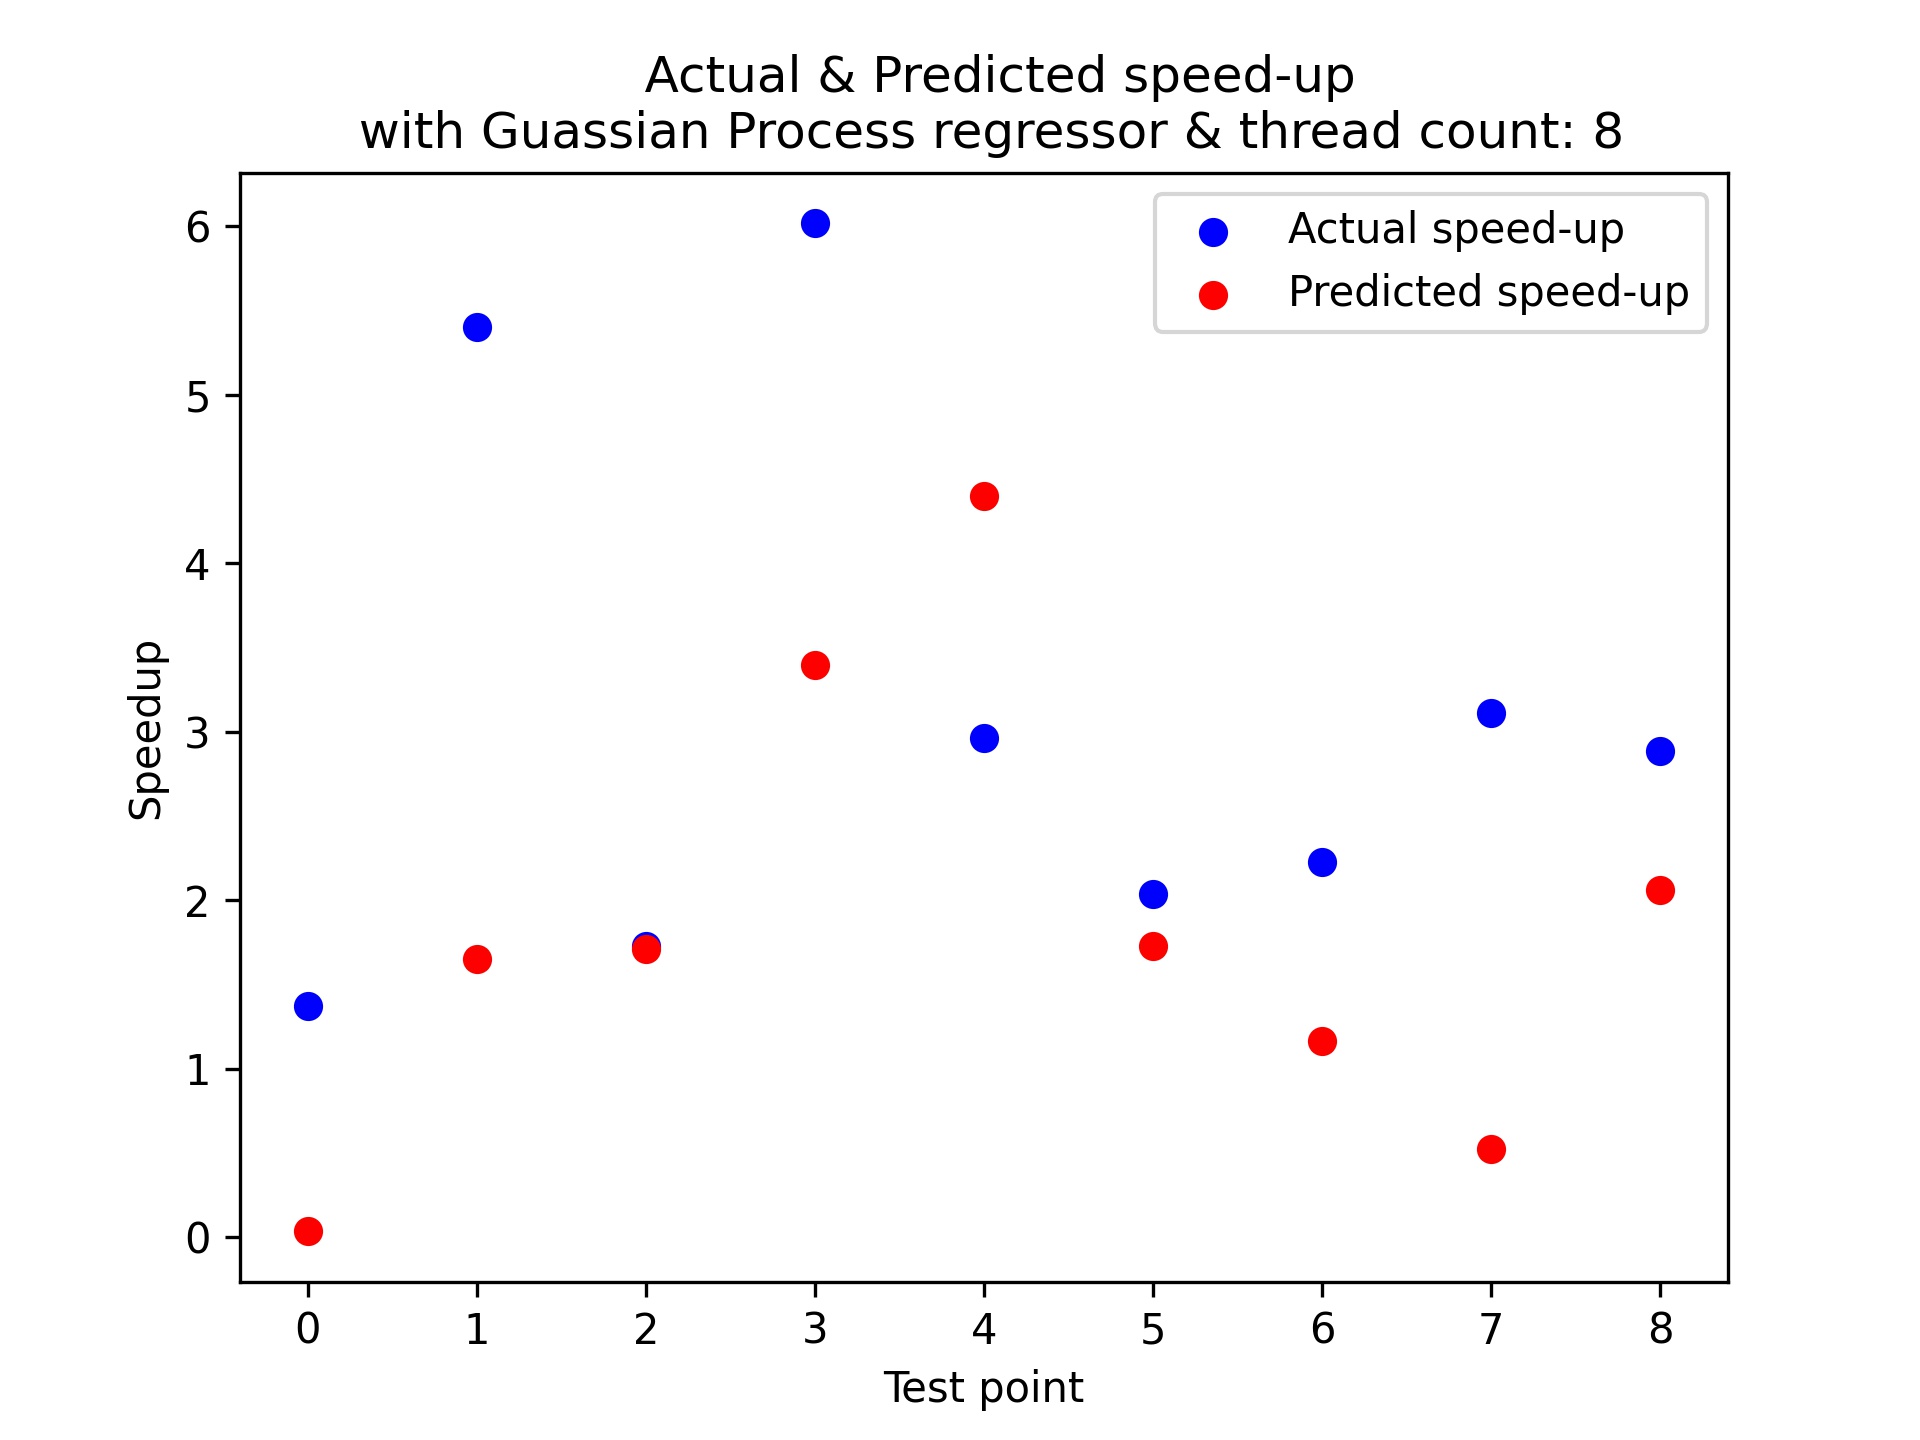 Actual & Predicted speed-up
with Guassian Process regressor & thread count: 8
Actual speed-up
Predicted speed-up
6
5
4
3
2
1
0
Speedup
0 1 2 3 4 5 6 7 8
Test point